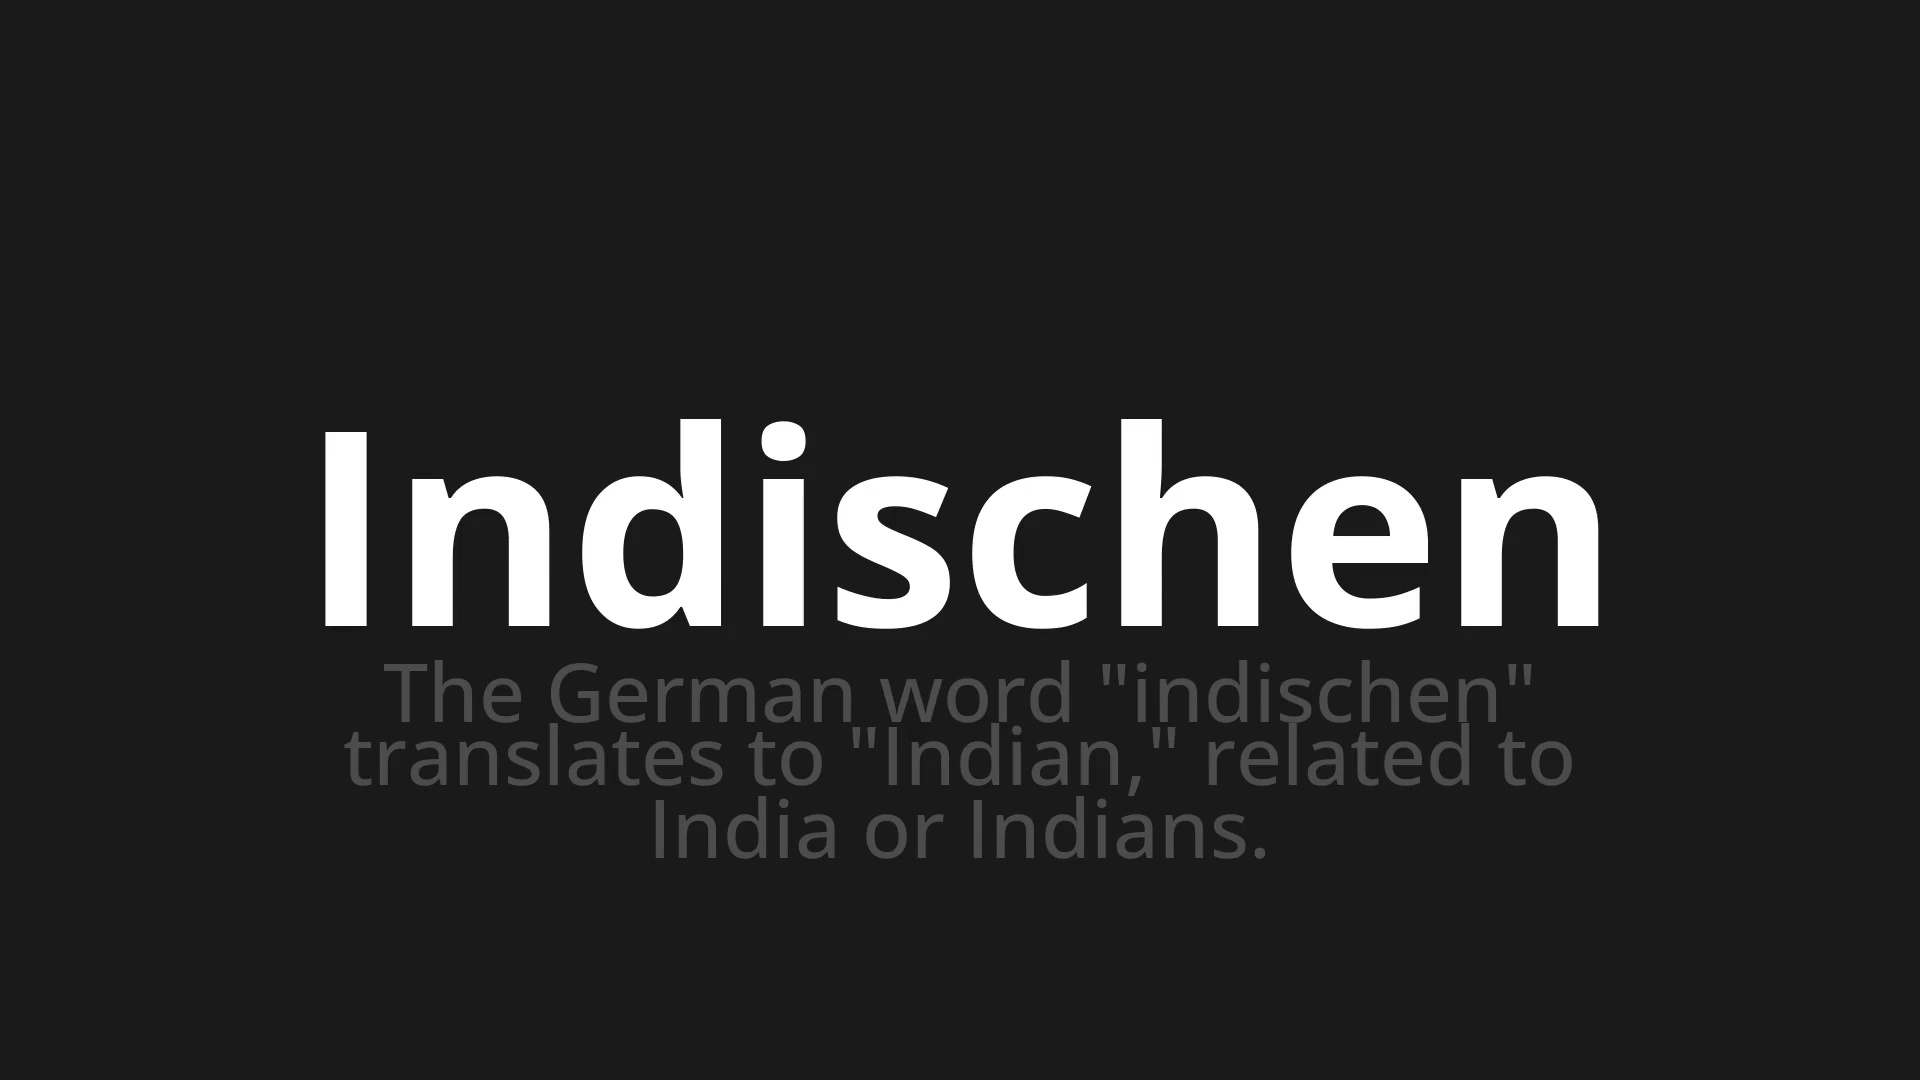 Indischen
The German word "indischen"
translates to "Indian," related to
India or Indians.